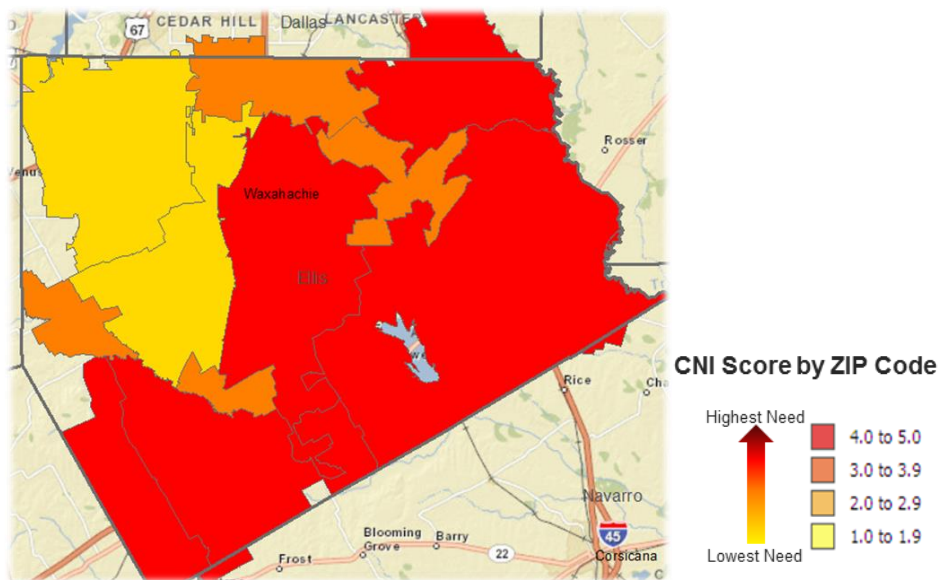 CEDAR HILL
Dallas
LANCASTER
67
Rosser
Waxahachie
Ellis
CNI Score by ZIP Code
Rice
Highest Need
4.0 to 5.0
3.0 to 3.9
2.0 to 2.9
1.0 to 1.9
Lowest Need
Navarro
45
Corsicana
Blooming
Grove
Barry
22
Frost